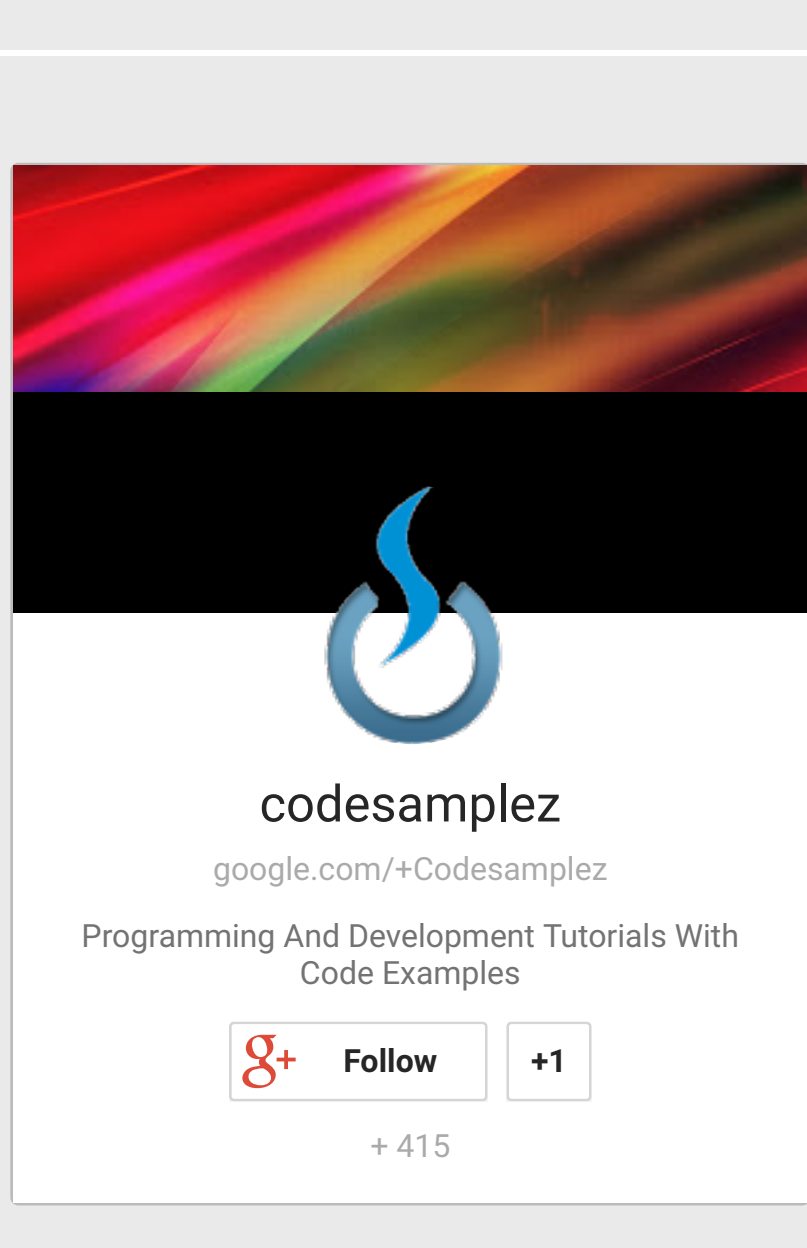 codesamplez
google.com/+Codesamplez
Programming And Development Tutorials With
Code Examples
g+ Follow +1
+ 415